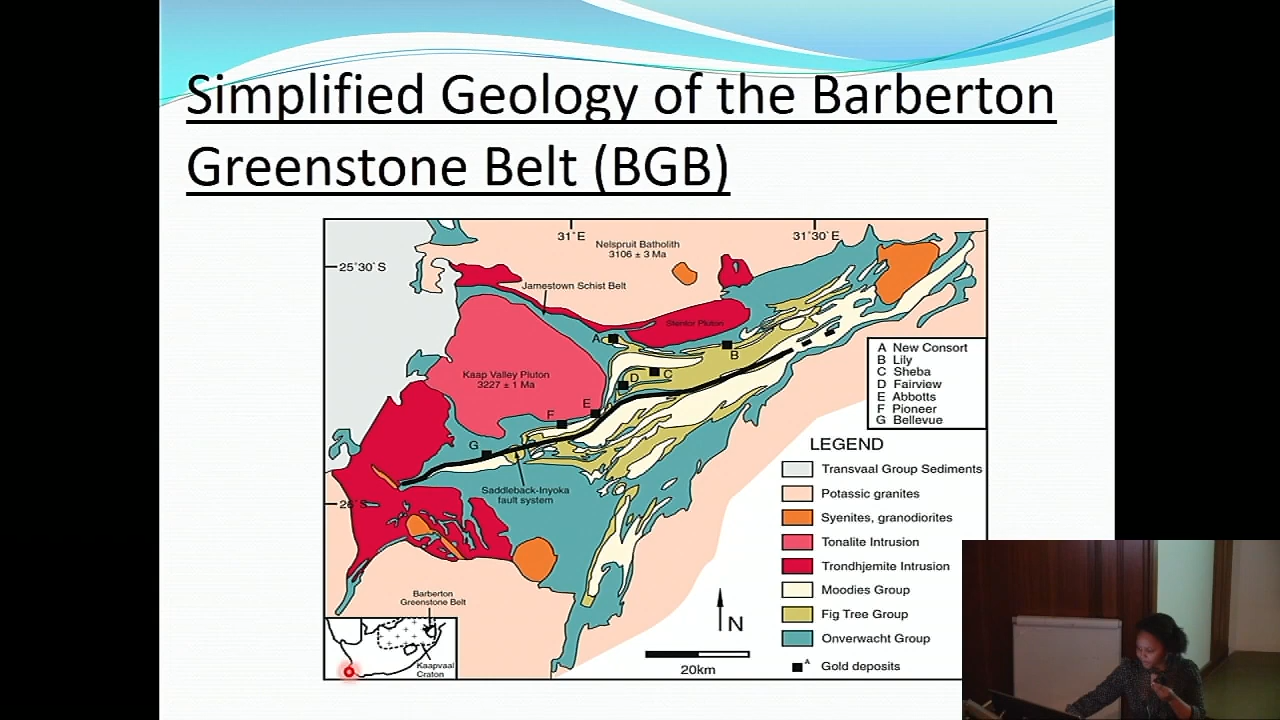 Simplified Geology of the Barberton
Greenstone Belt (BGB)
31°E
31°30`E
Nelspruit Batholith
3106 ± 3 Ma
25°30`S
Jamestown Schist Belt
Stentor Pluton
A
B
Kaap Valley Pluton
3227 ± 1 Ma
C
D
E
F
G
Saddleback-Inyoka
fault system
26°S
Barberton
Greenstone Belt
Kaapvaal
Craton
N
20km
A New Consort
B Lily
C Sheba
D Fairview
E Abbotts
F Pioneer
G Bellevue
LEGEND
Transvaal Group Sediments
Potassic granites
Syenites, granodiorites
Tonalite Intrusion
Trondhjemite Intrusion
Moodies Group
Fig Tree Group
Onverwacht Group
A Gold deposits